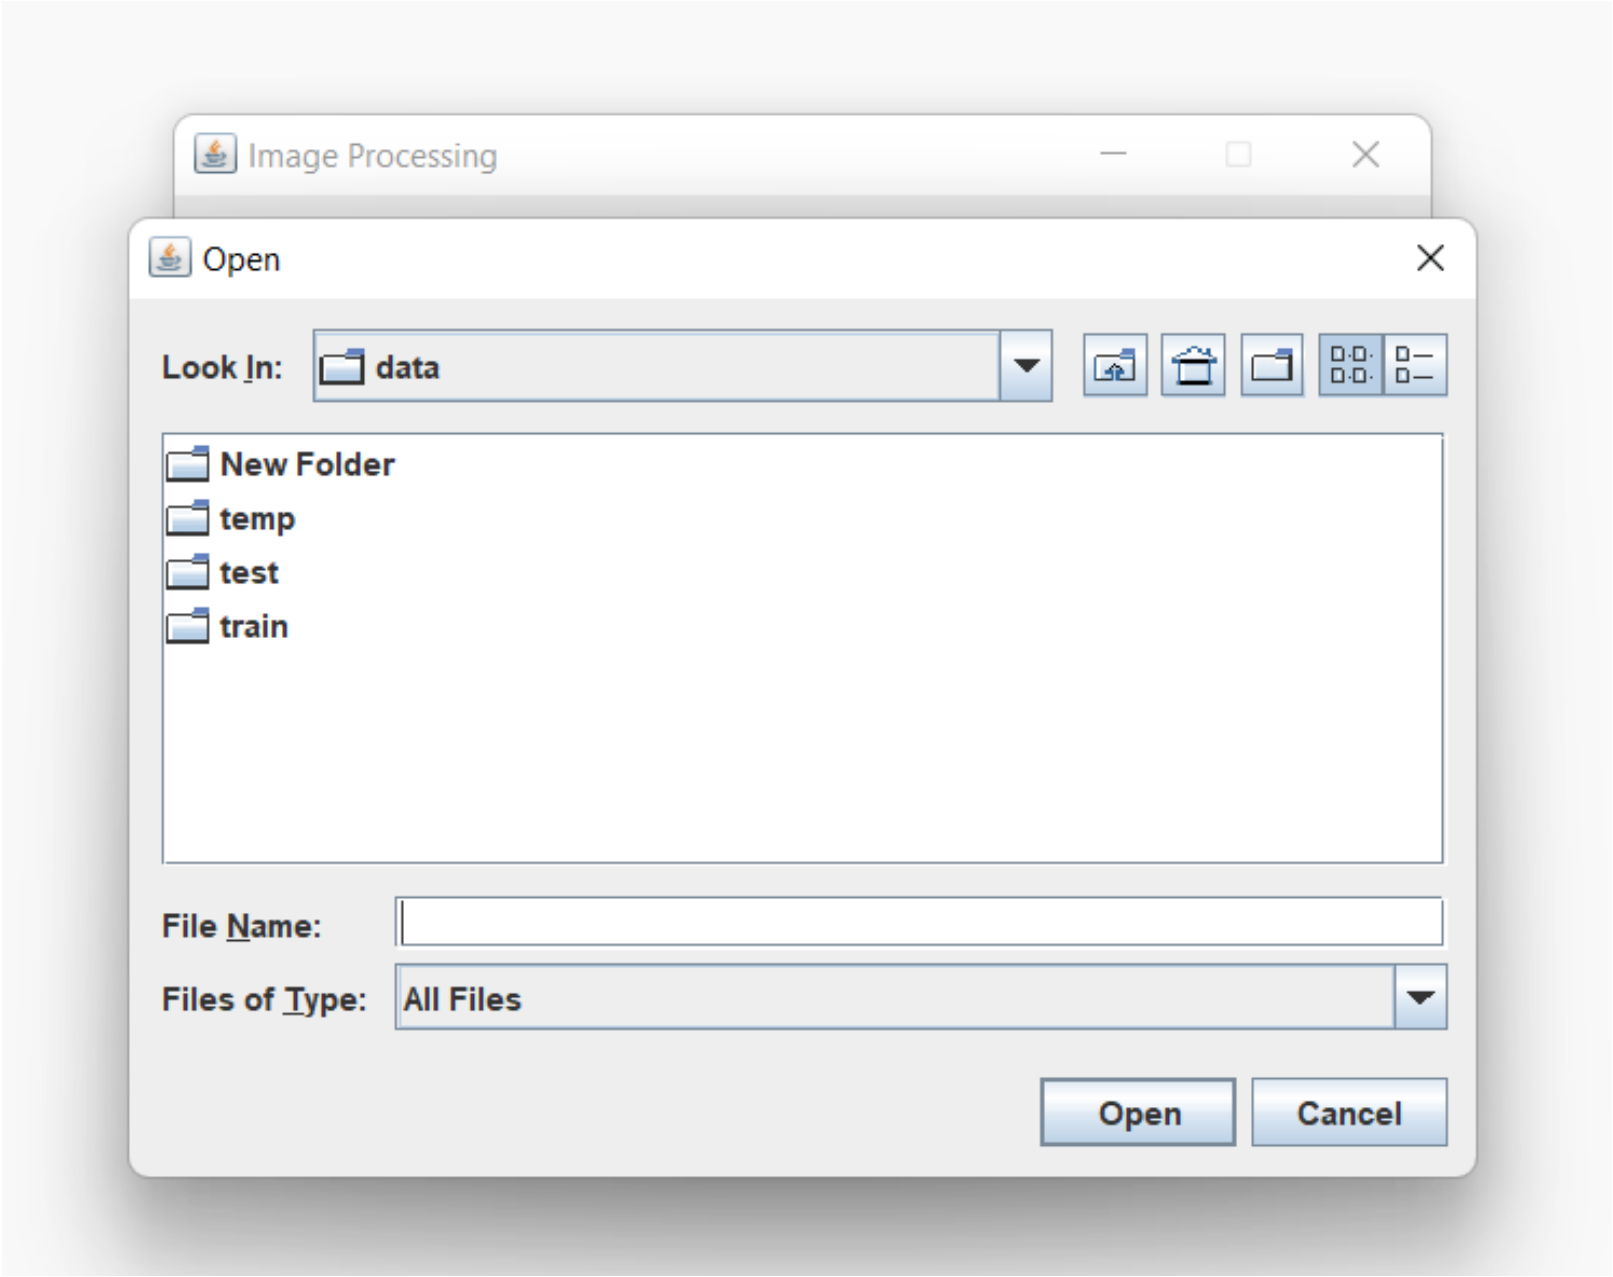 Image Processing
Open
Look In: data
New Folder
temp
test
train
File Name:
Files of Type: All Files
Open Cancel